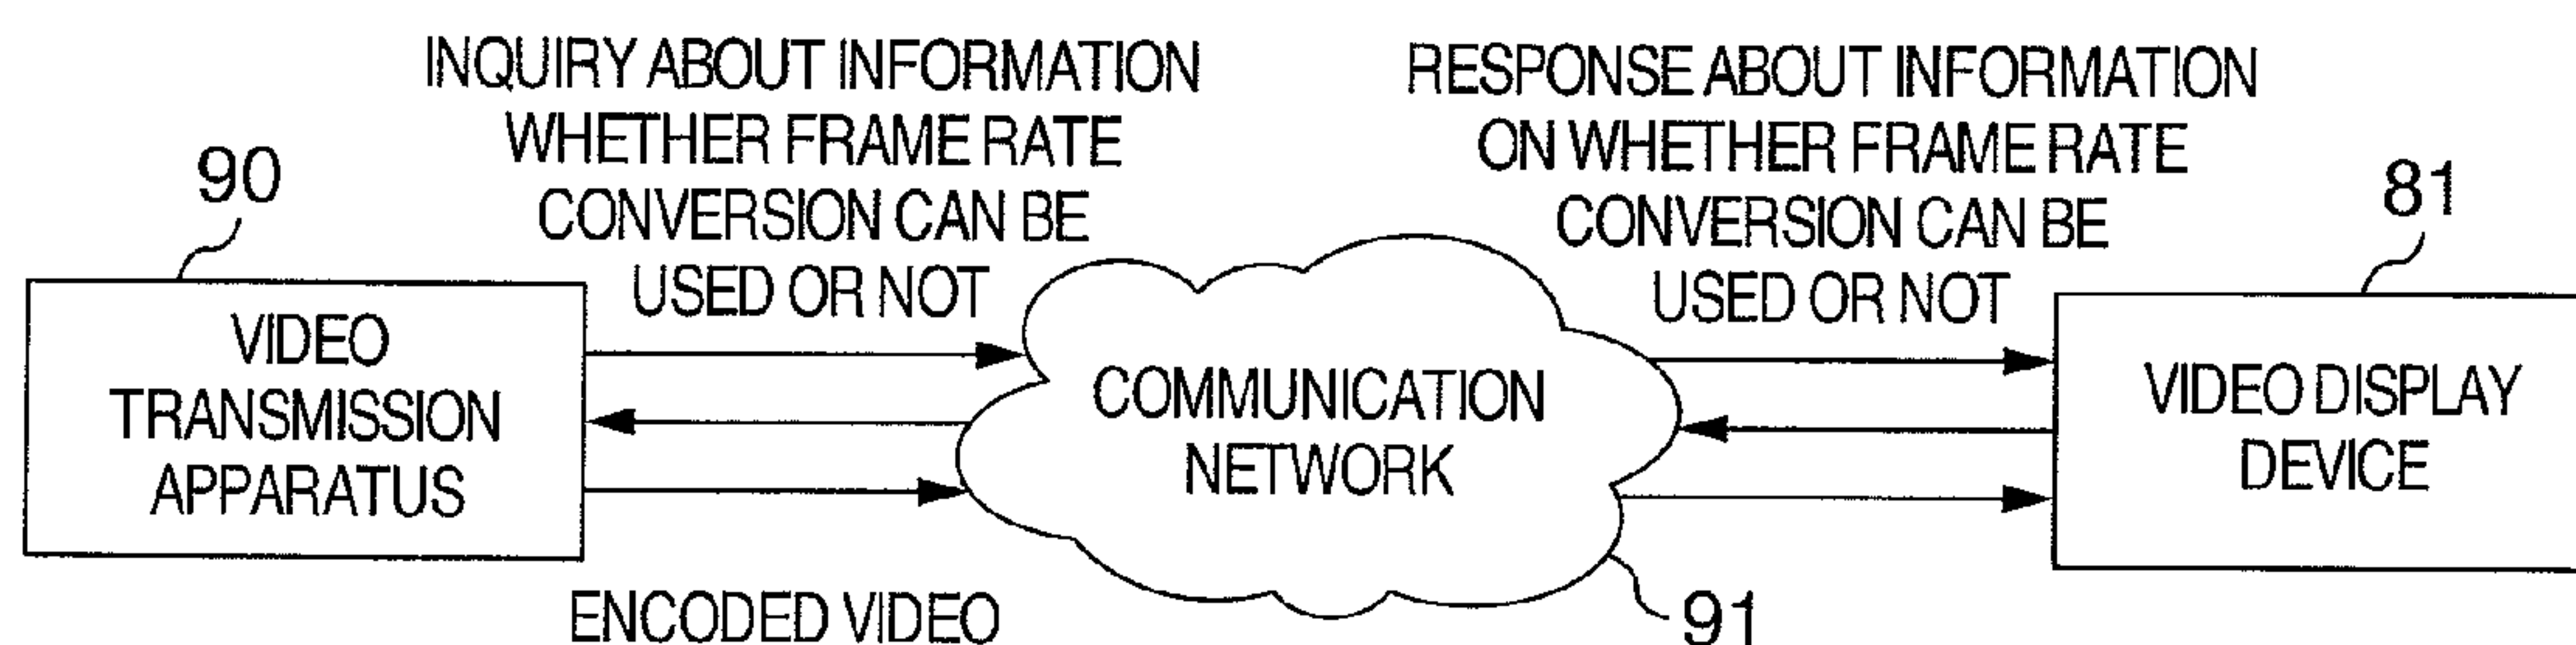 INQUIRY ABOUT INFORMATION
WHETHER FRAME RATE
CONVERSION CAN BE
USED OR NOT
RESPONSE ABOUT INFORMATION
ON WHETHER FRAME RATE
CONVERSION CAN BE
USED OR NOT
90
81
VIDEO
TRANSMISSION
APPARATUS
COMMUNICATION
NETWORK
VIDEO DISPLAY
DEVICE
ENCODED VIDEO
91